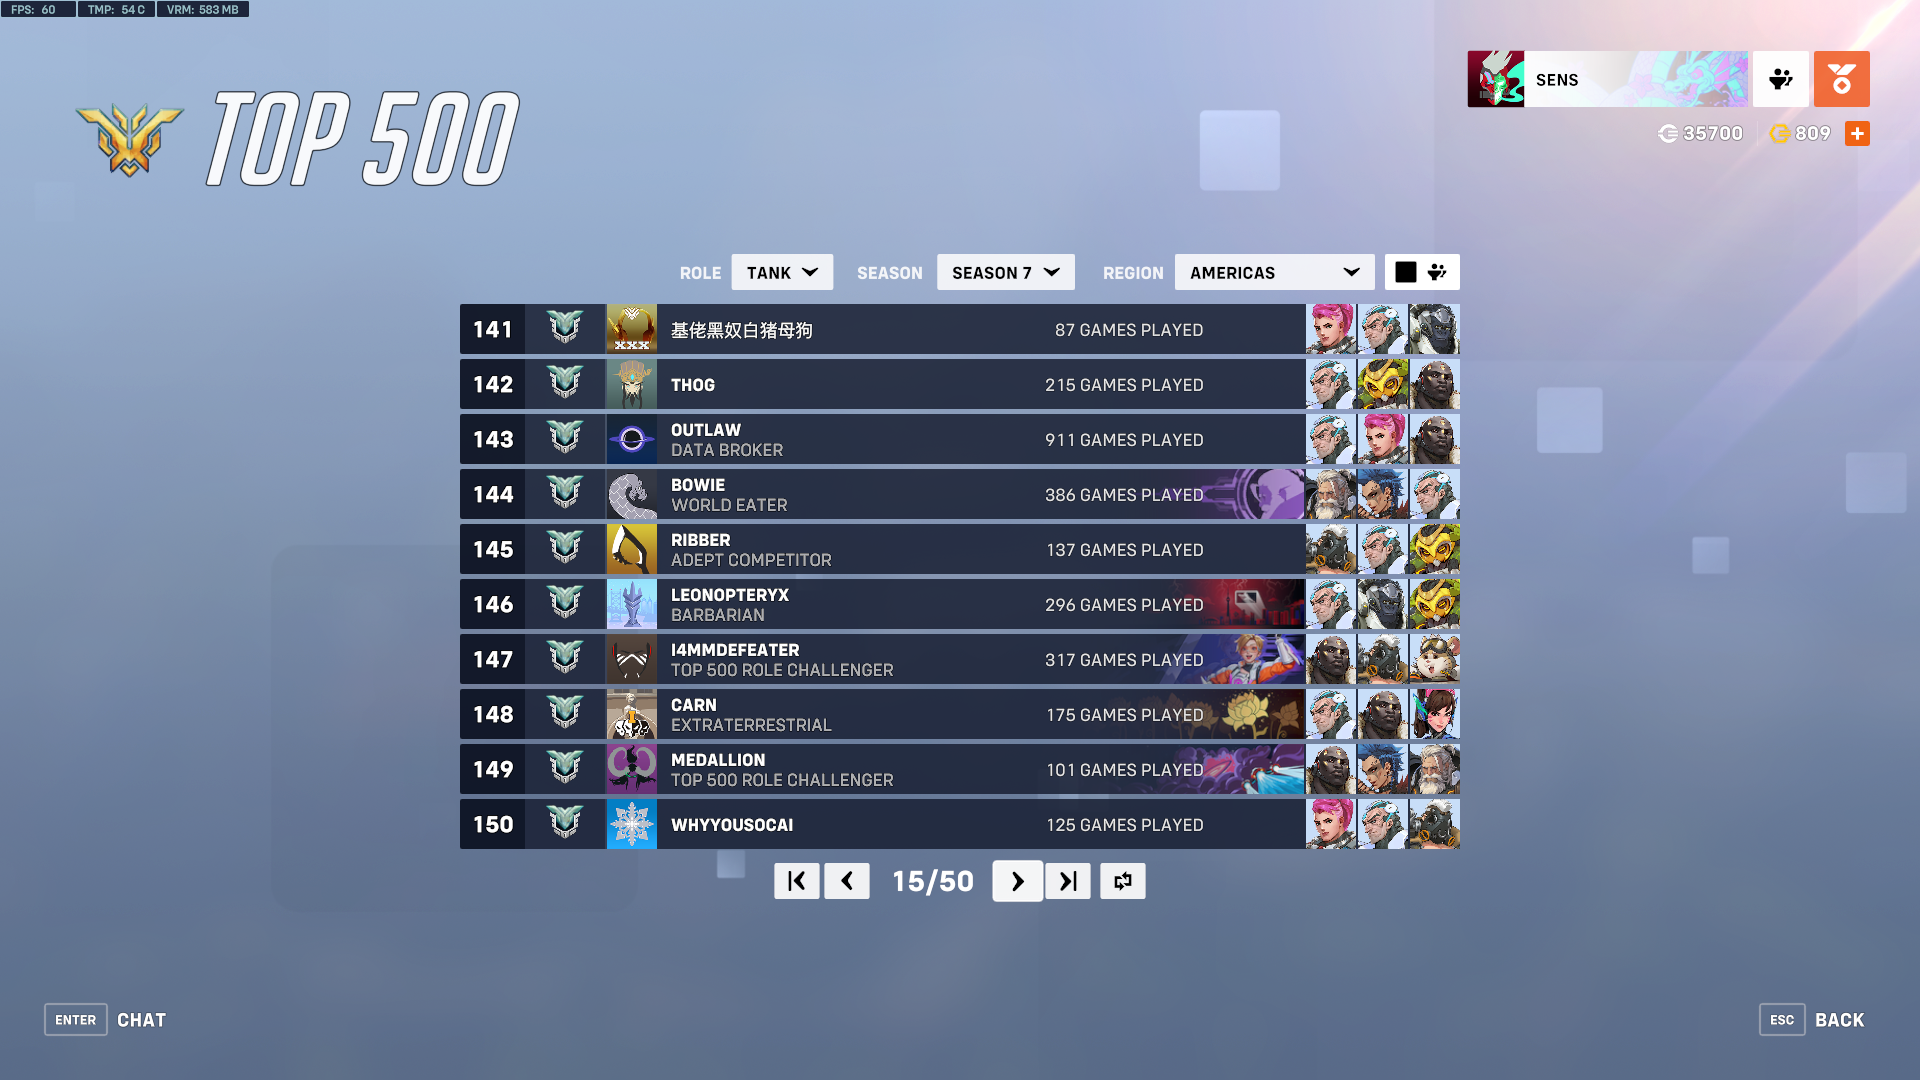 FPS: 60 TMP: 54 C VRM: 583 MB
SENS
35700 809 +
TOP 500
ROLE TANK SEASON SEASON 7 REGION AMERICAS
141 基佬黑奴白猪母狗 87 GAMES PLAYED
142 THOG 215 GAMES PLAYED
143 OUTLAW 911 GAMES PLAYED
DATA BROKER
144 BOWIE 386 GAMES PLAYED
WORLD EATER
145 RIBBER 137 GAMES PLAYED
ADEPT COMPETITOR
146 LEONOPTERYX 296 GAMES PLAYED
BARBARIAN
147 I4MMDEFEATER 317 GAMES PLAYED
TOP 500 ROLE CHALLENGER
148 CARN 175 GAMES PLAYED
EXTRATERRESTRIAL
149 MEDALLION 101 GAMES PLAYED
TOP 500 ROLE CHALLENGER
150 WHYYOUSOCAI 125 GAMES PLAYED
15/50
ENTER CHAT
ESC BACK